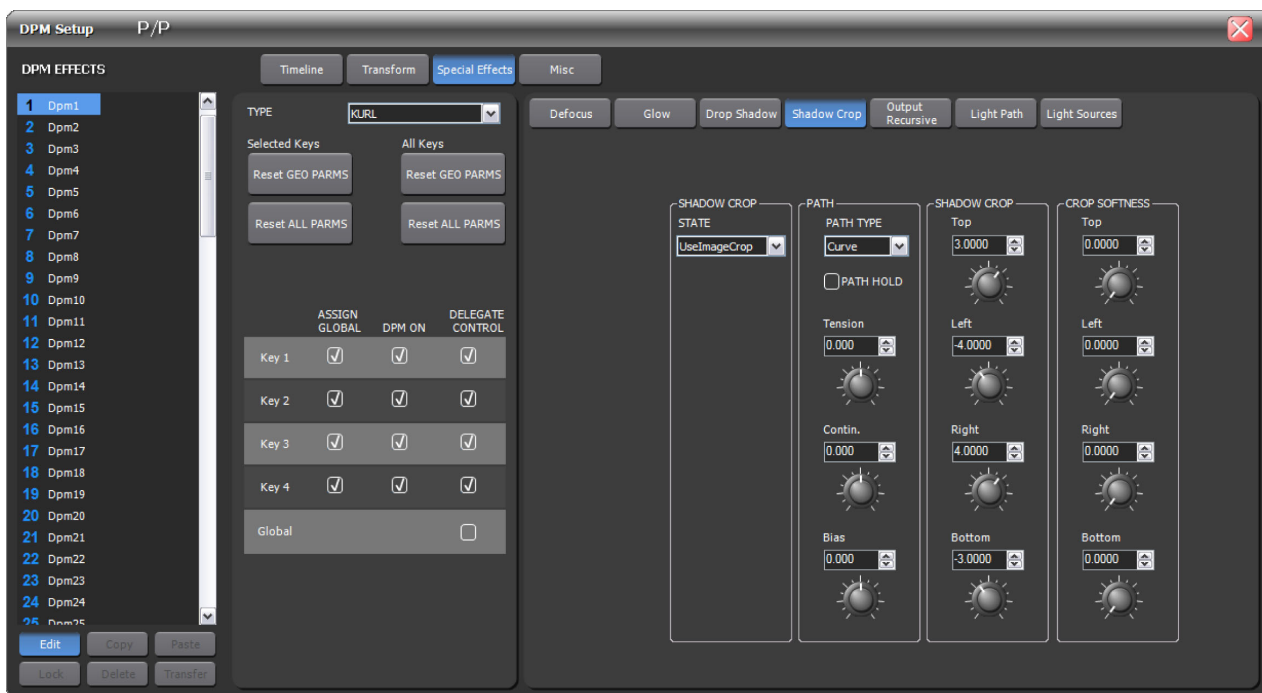 DPM Setup P/P
DPM EFFECTS
Timeline Transform Special Effects Misc
1 Dpm1
2 Dpm2
3 Dpm3
4 Dpm4
5 Dpm5
6 Dpm6
7 Dpm7
8 Dpm8
9 Dpm9
10 Dpm10
11 Dpm11
12 Dpm12
13 Dpm13
14 Dpm14
15 Dpm15
16 Dpm16
17 Dpm17
18 Dpm18
19 Dpm19
20 Dpm20
21 Dpm21
22 Dpm22
23 Dpm23
24 Dpm24
25 Dpm25
Edit Copy Paste
Lock Delete Transfer
TYPE KURL
Selected Keys All Keys
Reset GEO PARMS Reset GEO PARMS
Reset ALL PARMS Reset ALL PARMS
ASSIGN GLOBAL DPM ON DELEGATE CONTROL
Key 1
Key 2
Key 3
Key 4
Global
Defocus Glow Drop Shadow Shadow Crop Output Recursive Light Path Light Sources
SHADOW CROP
STATE
UseImageCrop
PATH
PATH TYPE
Curve
PATH HOLD
Tension
0.000
Contin.
0.000
Bias
0.000
SHADOW CROP
Top
3.0000
Left
-4.0000
Right
4.0000
Bottom
-3.0000
CROP SOFTNESS
Top
0.0000
Left
0.0000
Right
0.0000
Bottom
0.0000